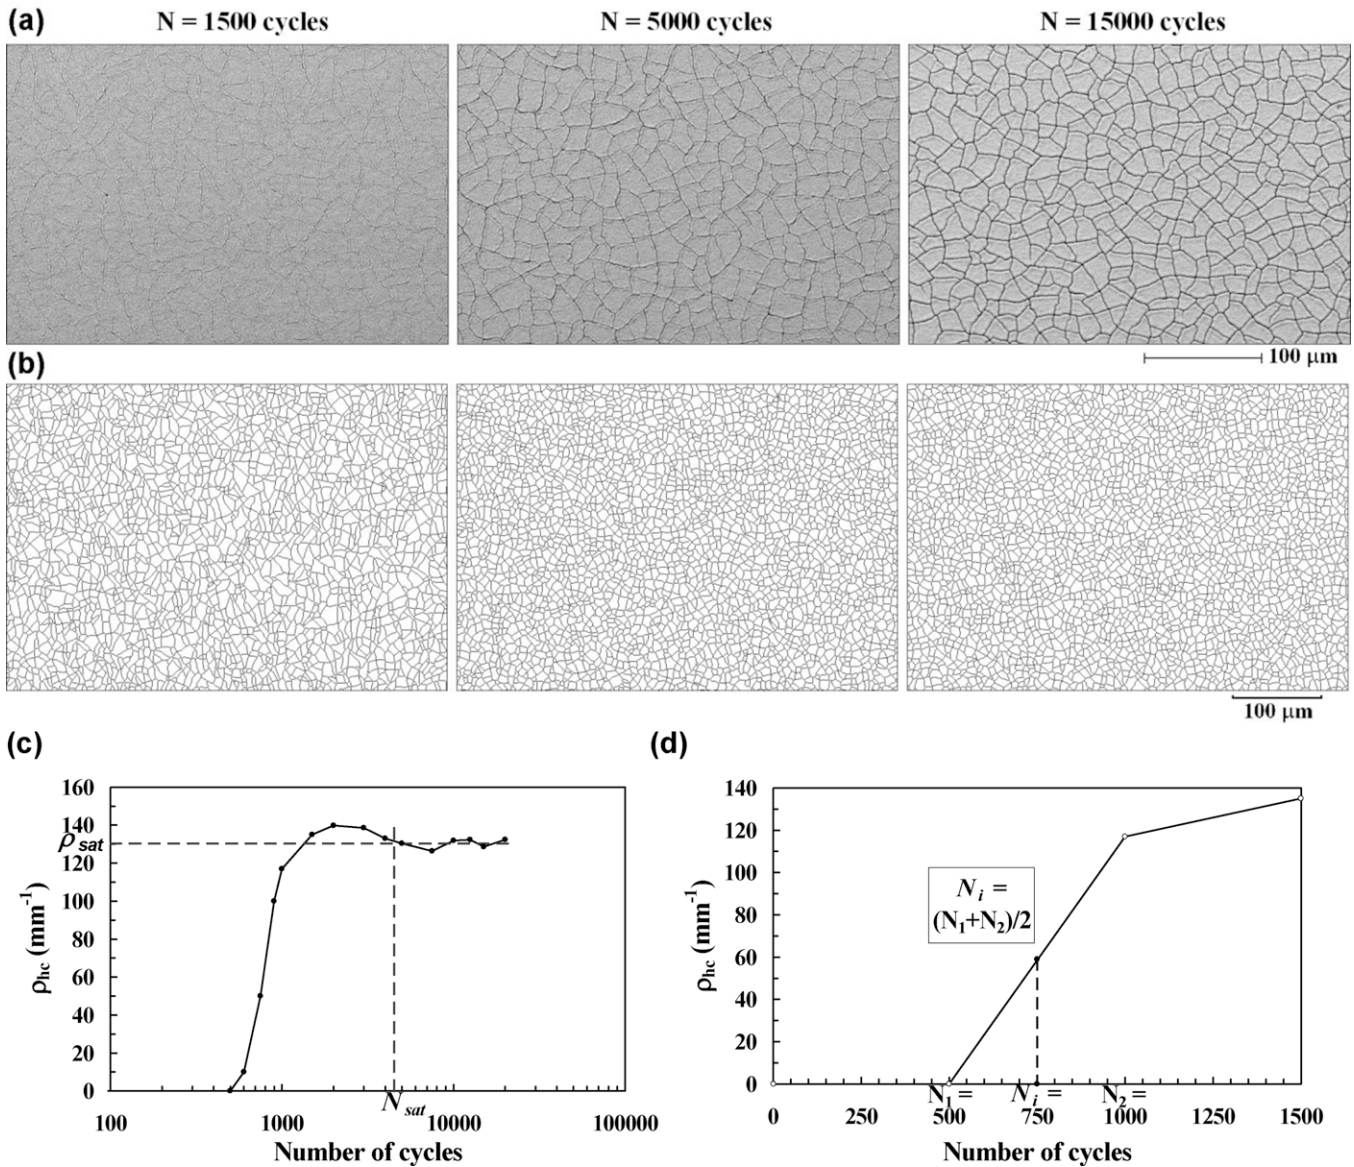 (a)
N = 1500 cycles
N = 5000 cycles
N = 15000 cycles
100 µm
(b)
100 µm
(c)
160
140
ρsat
120
100
80
60
40
20
0
ρhc (mm-1)
100
1000
Nsat
10000
100000
Number of cycles
(d)
140
120
100
80
60
40
20
0
ρhc (mm-1)
Ni =
(N1+N2)/2
N1 =
Ni =
N2 =
0
250
500
750
1000
1250
1500
Number of cycles